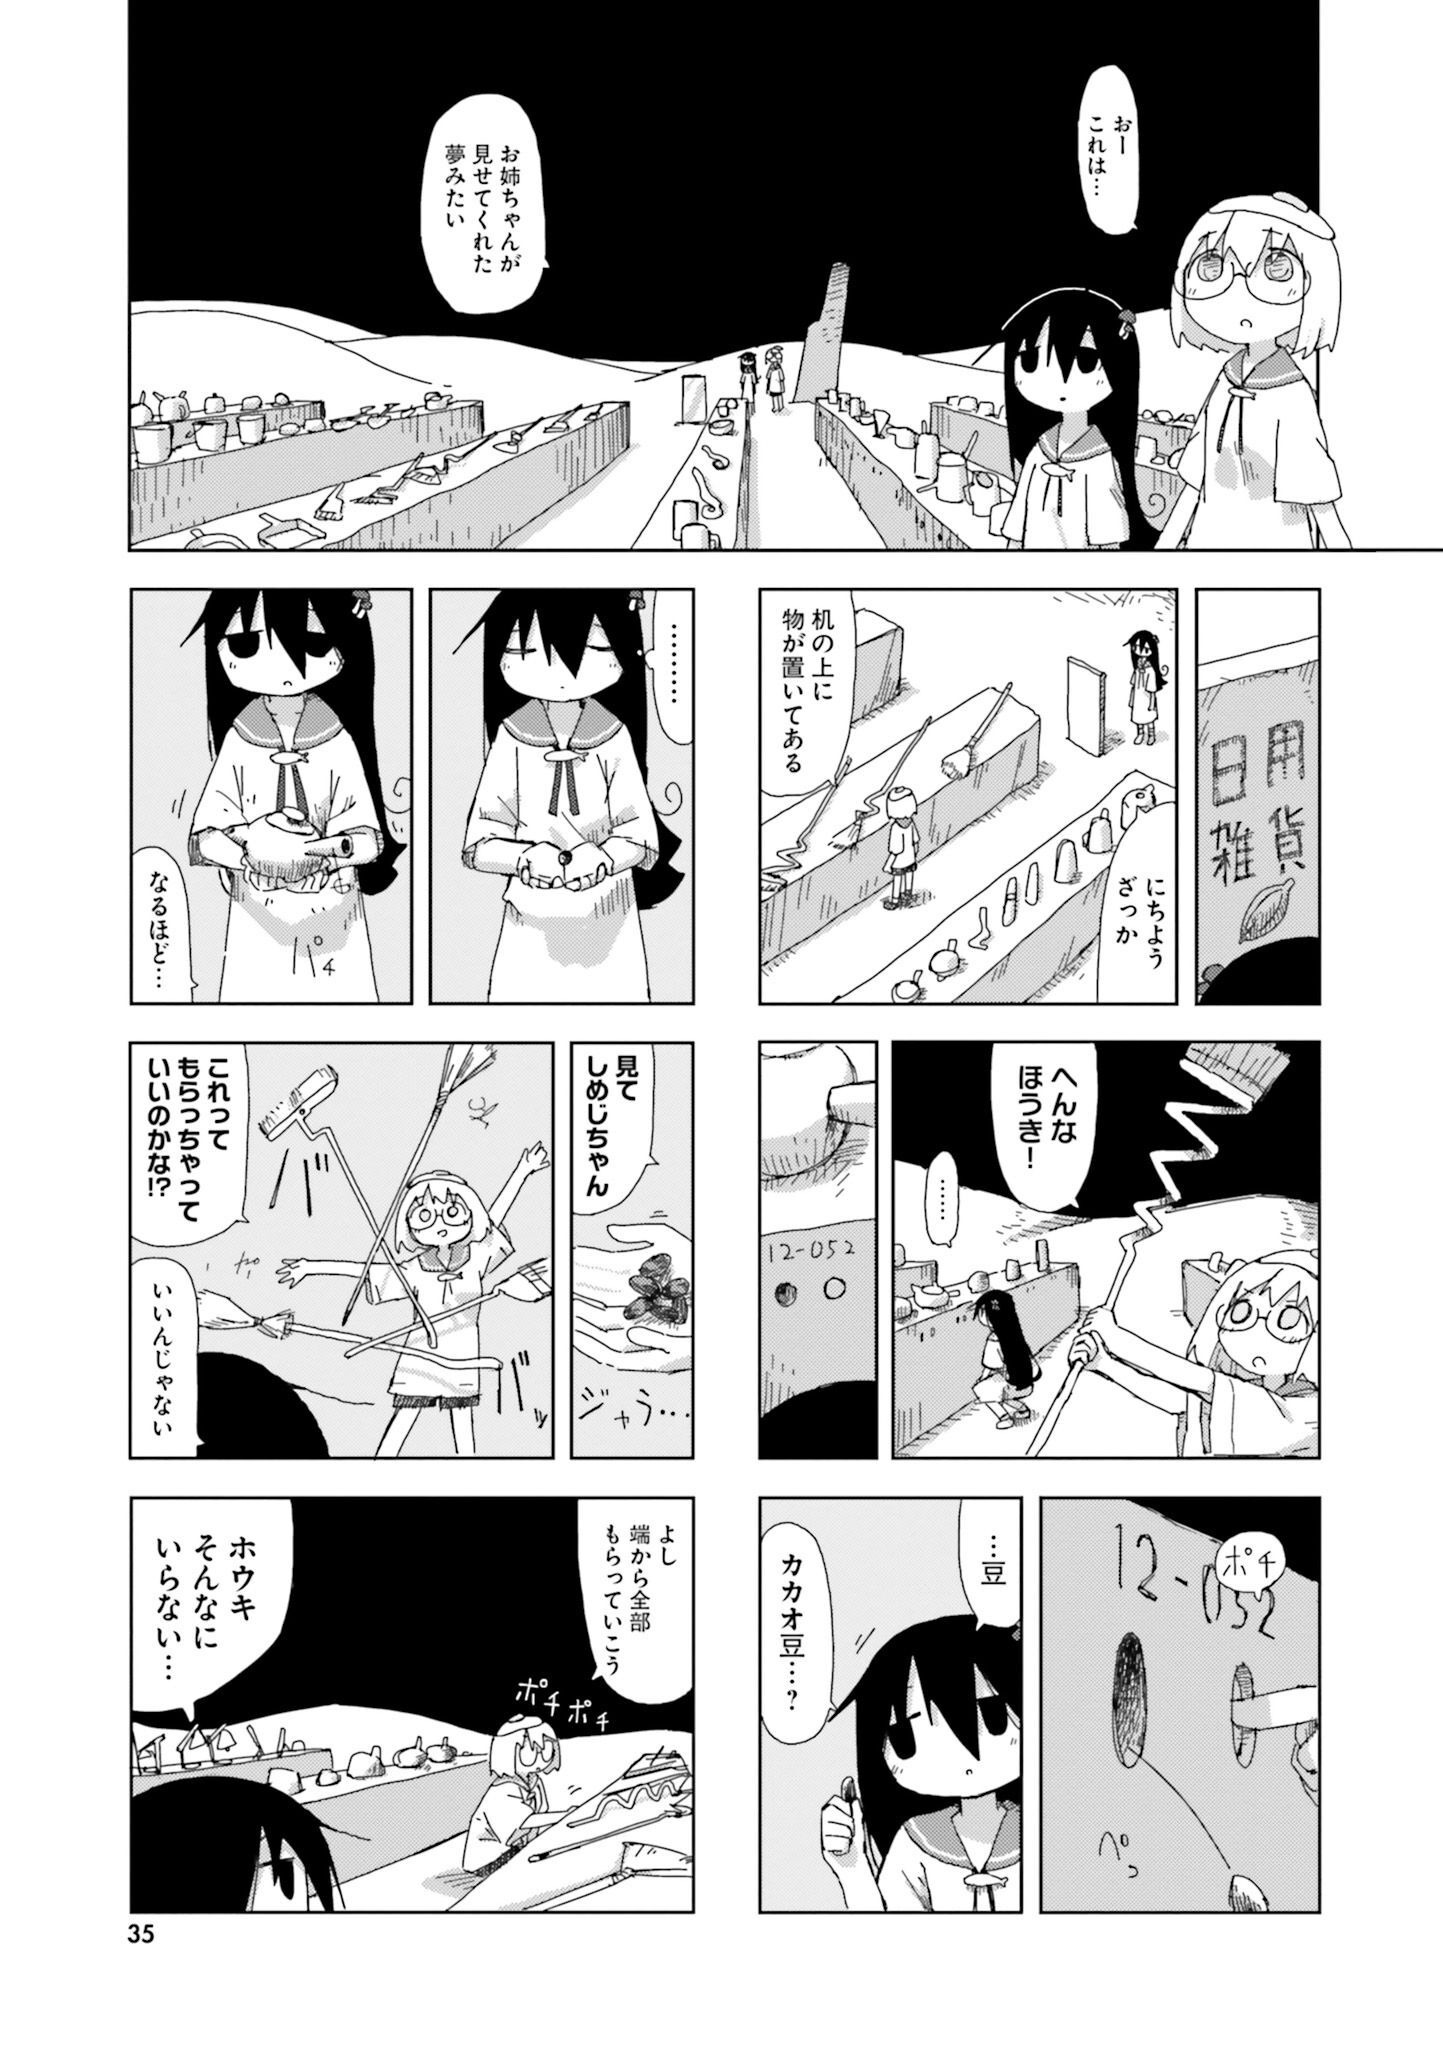 おー
これは…
お姉ちゃんが
見せてくれた
夢みたい
日用
雑貨
にちよう
ざっか
机の上に
物が置いてある
へんな
ほうき！
………
12-052
12-052
ポチ
ペッ
…豆
カカオ豆…？
………
なるほど…
見て
しめじちゃん
ジャラ…
これって
もらっちゃって
いいのかな!?
バッ
いいんじゃない
よし
端から全部
もらっていこう
ポチポチ
ホウキ
そんなに
いらない…
35